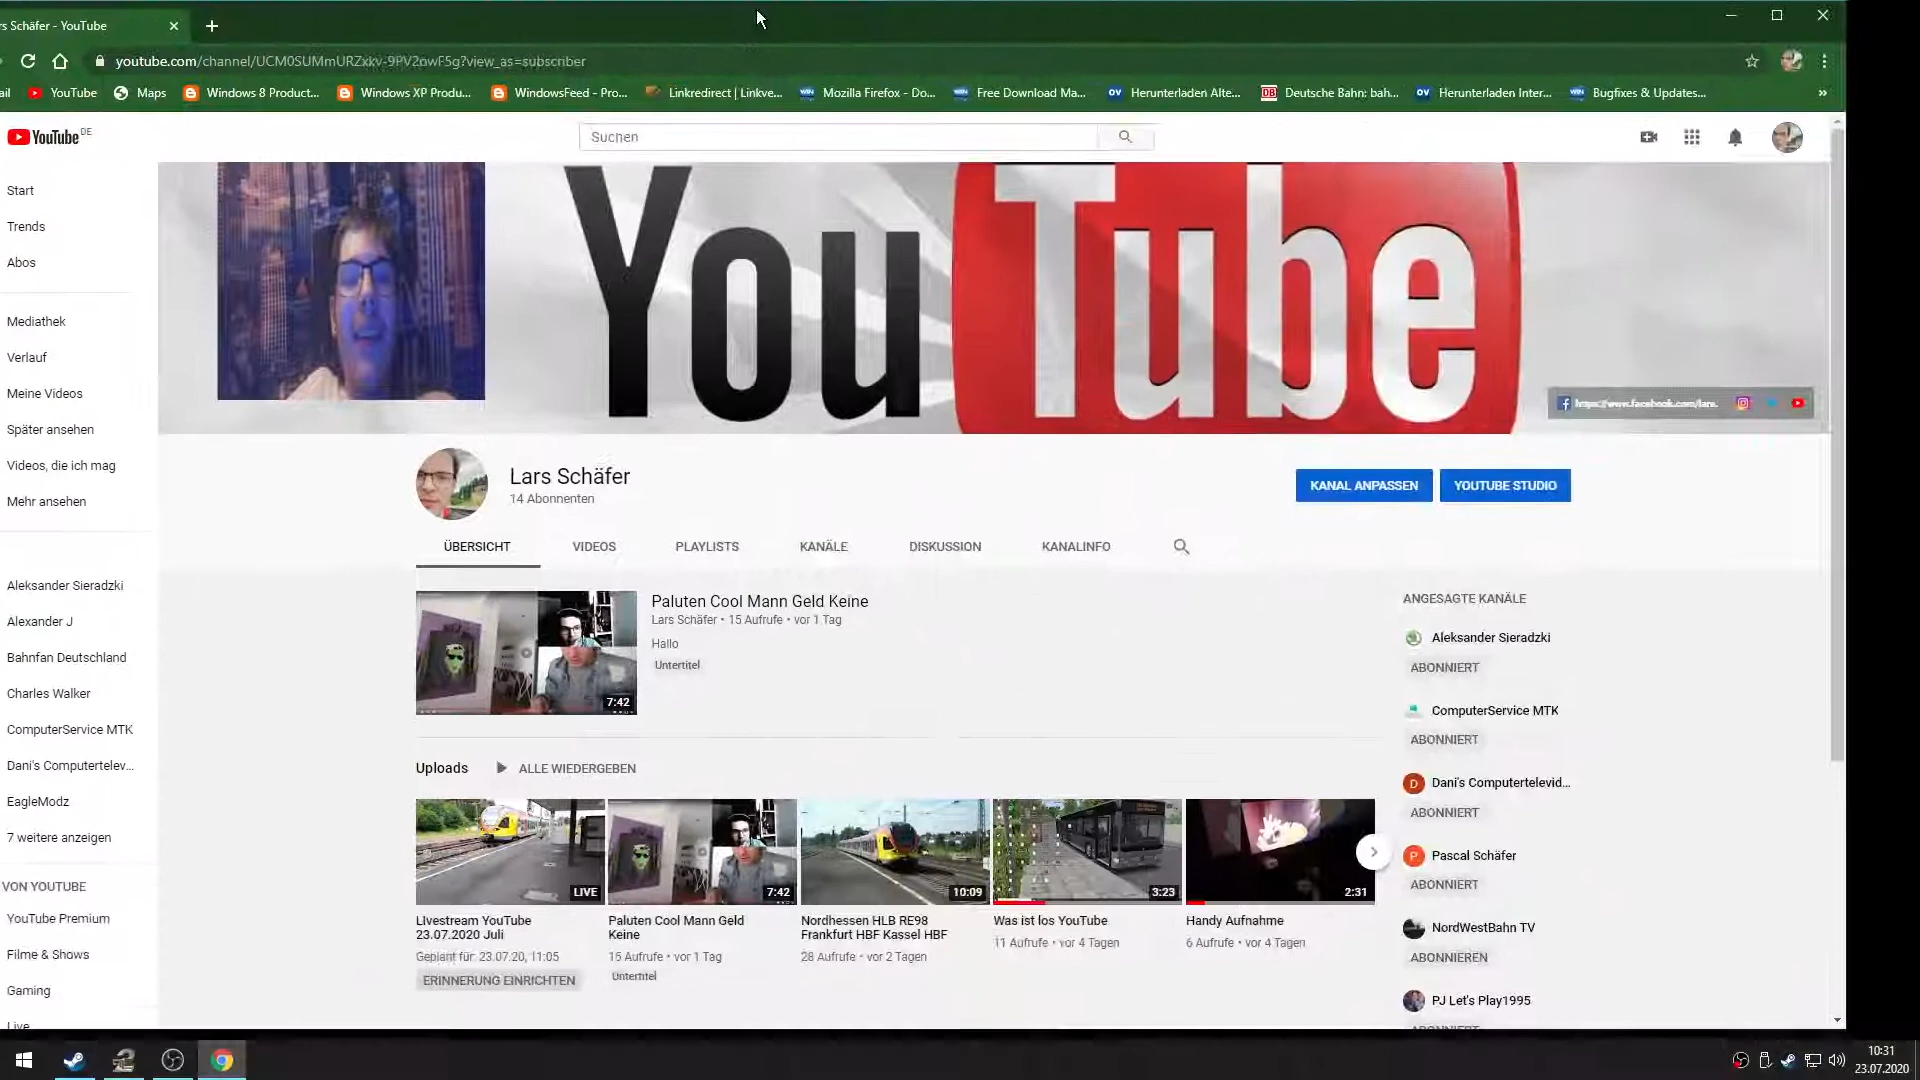 rs Schäfer - YouTube
youtube.com/channel/UCM0SUMmURZxkv-9PV2nwF5g?view_as=subscriber
ail YouTube Maps Windows 8 Product... Windows XP Produ... WindowsFeed - Pro... Linkredirect | Linkve... Mozilla Firefox - Do... Free Download Ma... Herunterladen Alte... Deutsche Bahn: bah... Herunterladen Inter... Bugfixes & Updates... »
YouTube DE
Suchen
Start
Trends
Abos
Mediathek
Verlauf
Meine Videos
Später ansehen
Videos, die ich mag
Mehr ansehen
Aleksander Sieradzki
Alexander J
Bahnfan Deutschland
Charles Walker
ComputerService MTK
Dani's Computertelev...
EagleModz
7 weitere anzeigen
VON YOUTUBE
YouTube Premium
Filme & Shows
Gaming
Live
YouTube
https://www.facebook.com/lars.
Lars Schäfer
14 Abonnenten
KANAL ANPASSEN
YOUTUBE STUDIO
ÜBERSICHT VIDEOS PLAYLISTS KANÄLE DISKUSSION KANALINFO
7:42
Paluten Cool Mann Geld Keine
Lars Schäfer • 15 Aufrufe • vor 1 Tag
Hallo
Untertitel
Uploads ALLE WIEDERGEBEN
LIVE
Livestream YouTube
23.07.2020 Juli
Geplant für: 23.07.20, 11:05
ERINNERUNG EINRICHTEN
7:42
Paluten Cool Mann Geld
Keine
15 Aufrufe • vor 1 Tag
Untertitel
10:09
Nordhessen HLB RE98
Frankfurt HBF Kassel HBF
28 Aufrufe • vor 2 Tagen
3:23
Was ist los YouTube
11 Aufrufe • vor 4 Tagen
2:31
Handy Aufnahme
6 Aufrufe • vor 4 Tagen
ANGESAGTE KANÄLE
Aleksander Sieradzki
ABONNIERT
ComputerService MTK
ABONNIERT
D Dani's Computertelevid...
ABONNIERT
P Pascal Schäfer
ABONNIERT
NordWestBahn TV
ABONNIEREN
PJ Let's Play1995
ABONNIERT
10:31
23.07.2020